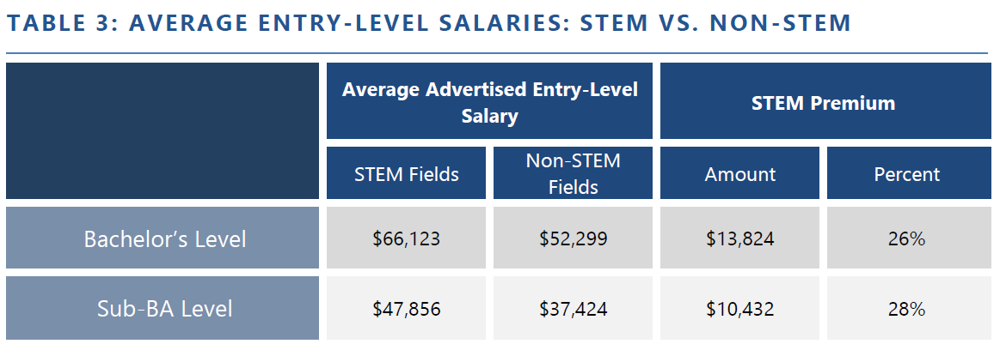 TABLE 3: AVERAGE ENTRY-LEVEL SALARIES: STEM VS. NON-STEM
Average Advertised Entry-Level
Salary
STEM Premium
STEM Fields
Non-STEM
Fields
Amount
Percent
Bachelor’s Level
$66,123
$52,299
$13,824
26%
Sub-BA Level
$47,856
$37,424
$10,432
28%